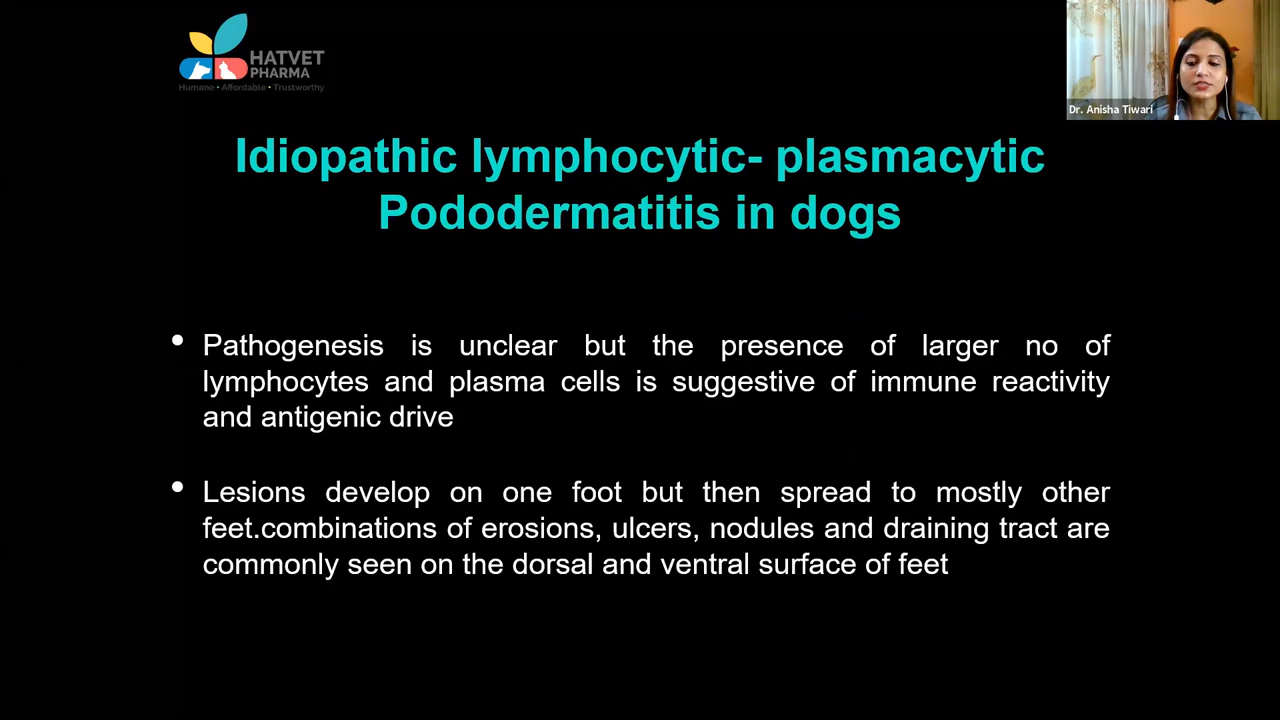 HATVET
PHARMA
Humane • Affordable • Trustworthy
Dr. Anisha Tiwari
Idiopathic lymphocytic- plasmacytic
Pododermatitis in dogs
• Pathogenesis is unclear but the presence of larger no of
lymphocytes and plasma cells is suggestive of immune reactivity
and antigenic drive
• Lesions develop on one foot but then spread to mostly other
feet.combinations of erosions, ulcers, nodules and draining tract are
commonly seen on the dorsal and ventral surface of feet